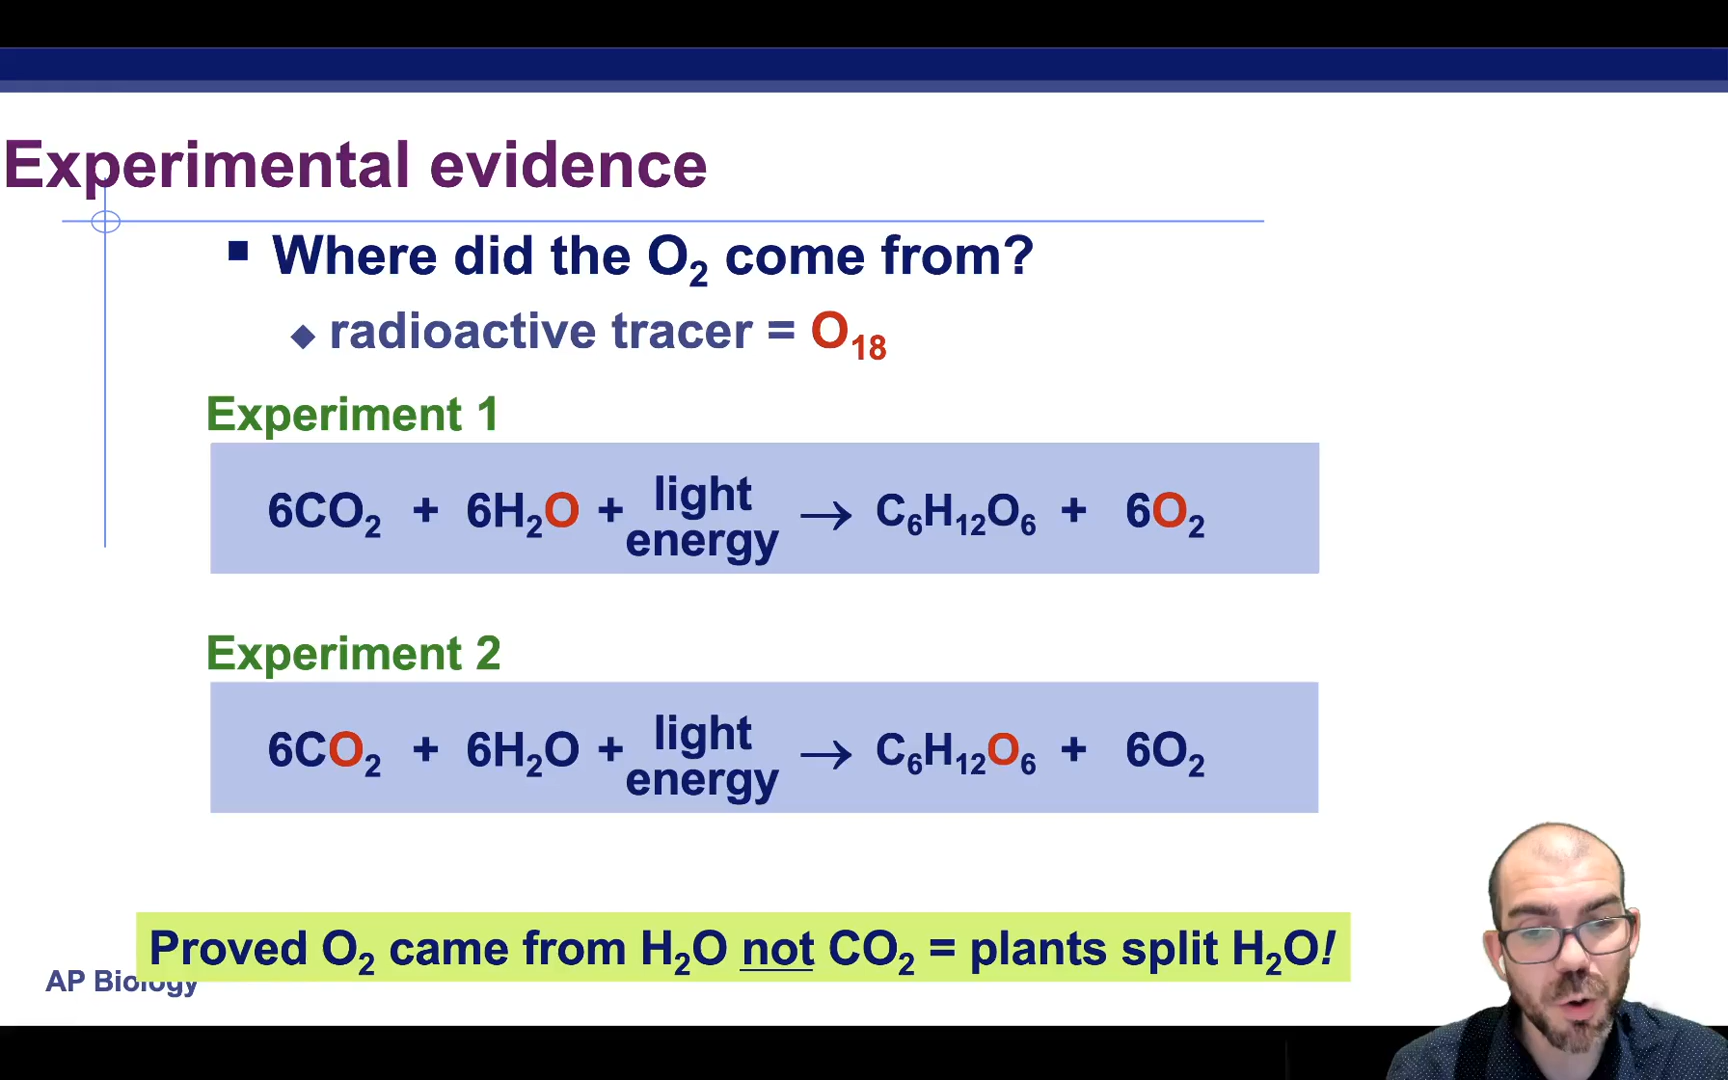 Experimental evidence
Where did the O₂ come from?
radioactive tracer = O₁₈
Experiment 1
6CO₂ + 6H₂O + light energy → C₆H₁₂O₆ + 6O₂
Experiment 2
6CO₂ + 6H₂O + light energy → C₆H₁₂O₆ + 6O₂
Proved O₂ came from H₂O not CO₂ = plants split H₂O!
AP Biology